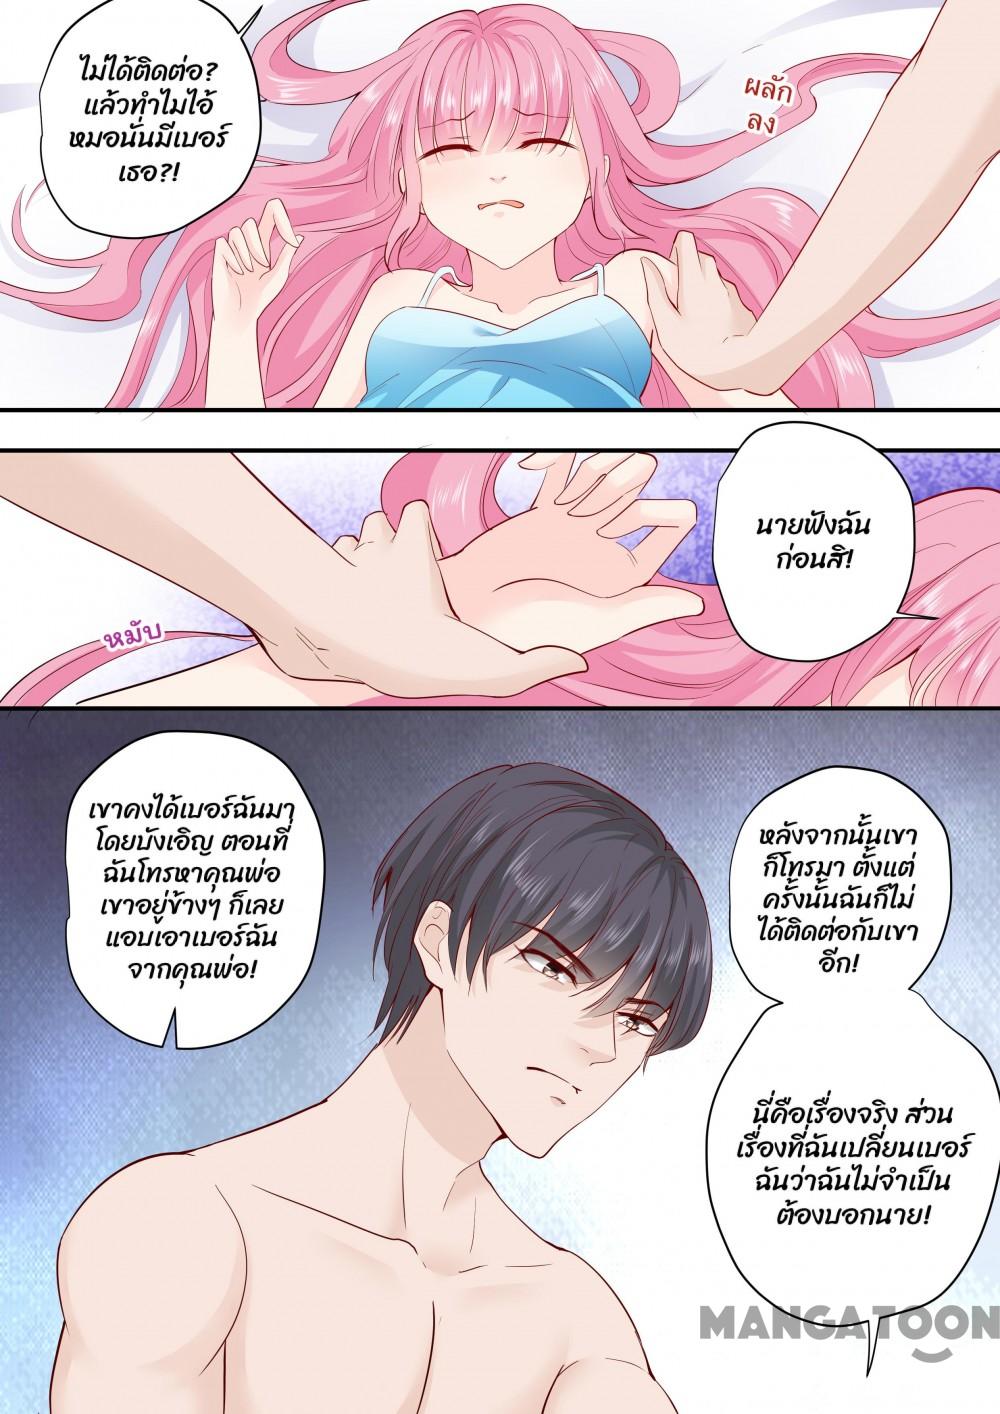 ไม่ได้ติดต่อ?
แล้วทำไมไอ้
หมอนั่นมีเบอร์
เธอ?!
ผลัก
ลง
นายฟังฉัน
ก่อนสิ!
หมับ
เขาคงได้เบอร์ฉันมา
โดยบังเอิญ ตอนที่
ฉันโทรหาคุณพ่อ
เขาอยู่ข้างๆ ก็เลย
แอบเอาเบอร์ฉัน
จากคุณพ่อ!
หลังจากนั้นเขา
ก็โทรมา ตั้งแต่
ครั้งนั้นฉันก็ไม่
ได้ติดต่อกับเขา
อีก!
นี่คือเรื่องจริง ส่วน
เรื่องที่ฉันเปลี่ยนเบอร์
ฉันว่าฉันไม่จำเป็น
ต้องบอกนาย!
MANGATOON